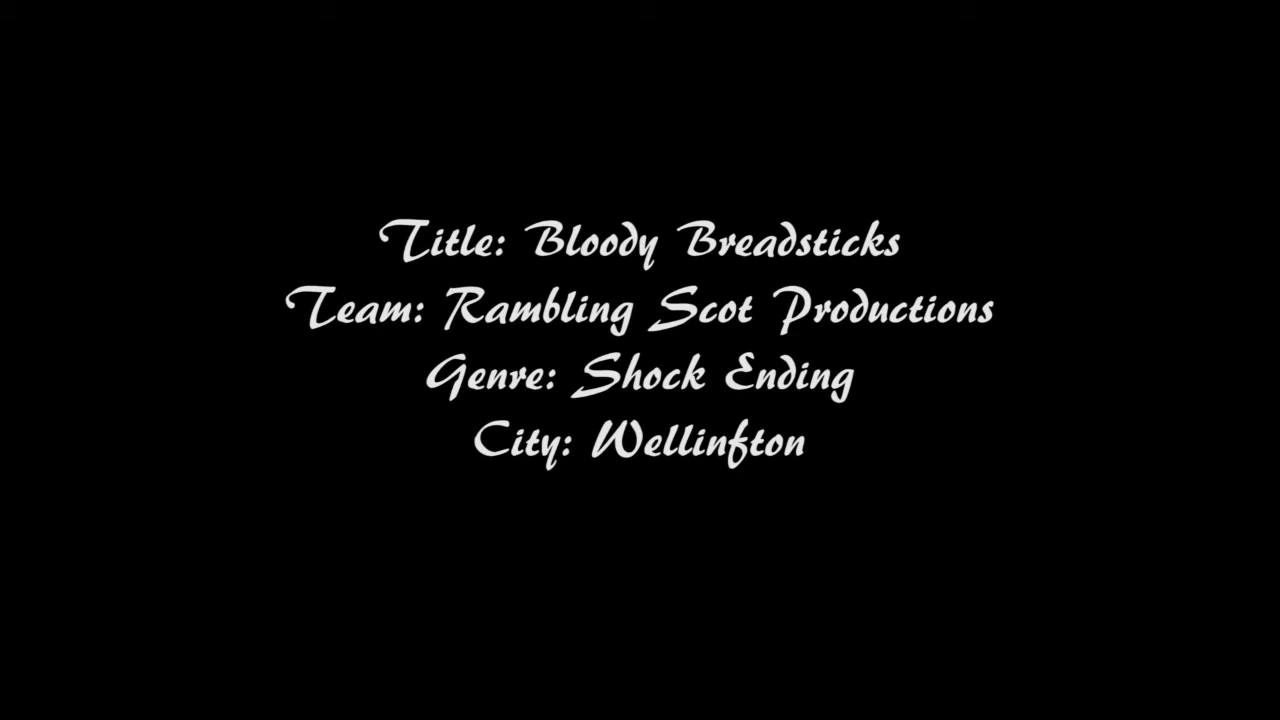 Title: Bloody Breadsticks
Team: Rambling Scot Productions
Genre: Shock Ending
City: Wellinfton